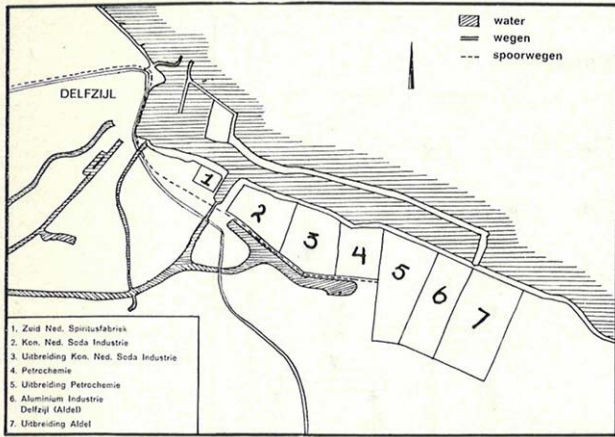 water
wegen
spoorwegen
DELFZIJL
1
2
3
4
5
6
7
1, Zuid Ned. Spiritusfabriek
2. Kon. Ned. Soda Industrie
3. Uitbreiding Kon. Ned. Soda Industrie
4. Petrochemie
5. Uitbreiding Petrochemie
6. Aluminium Industrie
Delfzijl (Aldel)
7. Uitbreiding Aldel